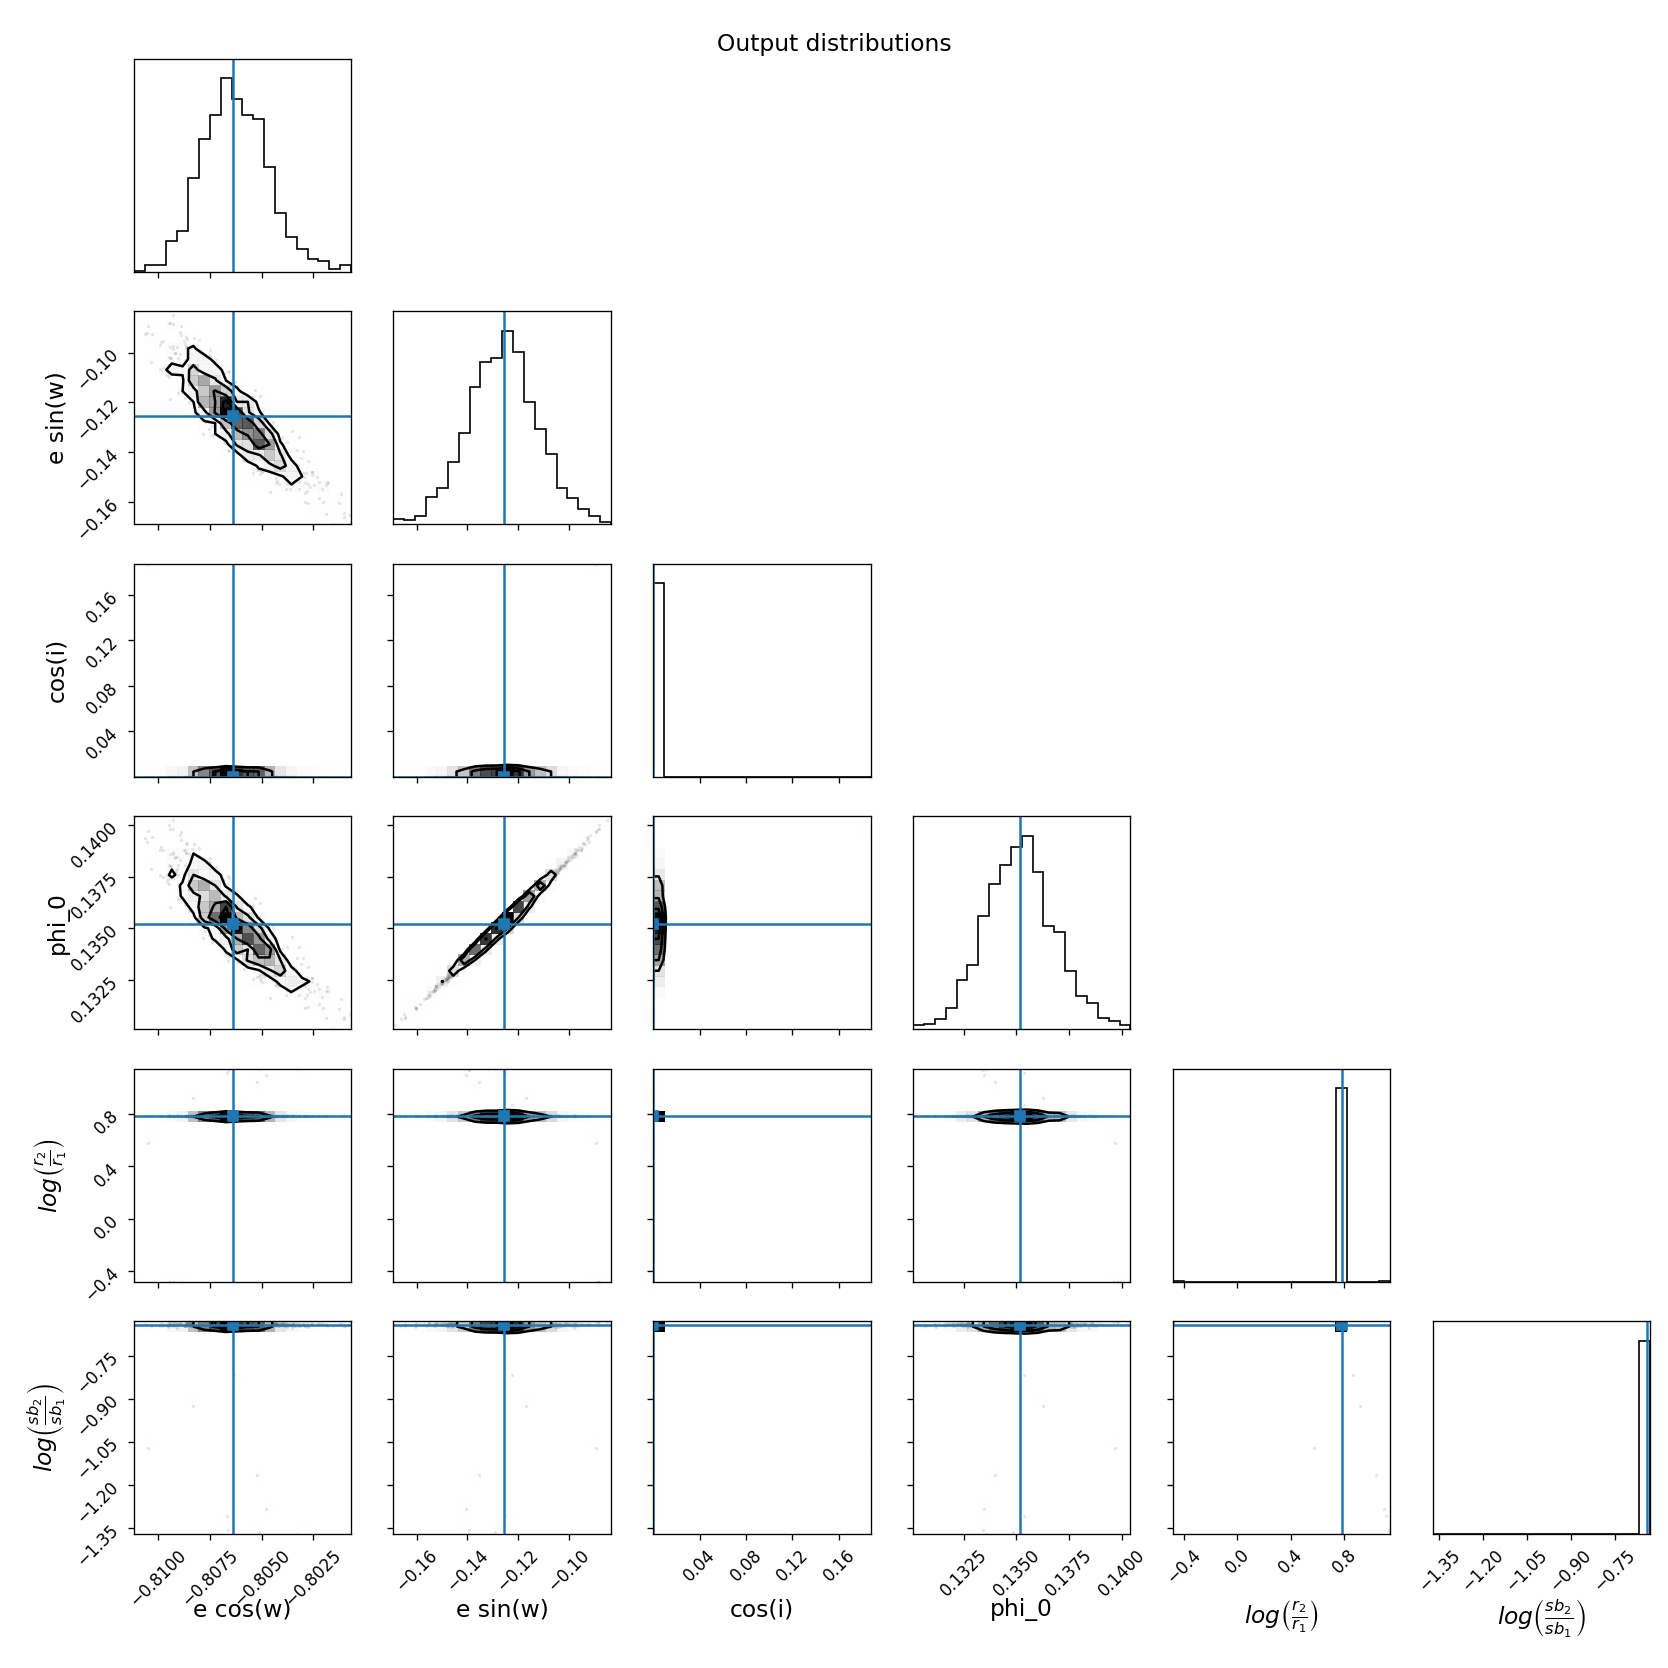 Output distributions
e sin(w)
−0.10
−0.12
−0.14
−0.16
cos(i)
0.16
0.12
0.08
0.04
phi_0
0.1400
0.1375
0.1350
0.1325
log(r₂/r₁)
0.8
0.4
0.0
−0.4
log(sb₂/sb₁)
−0.75
−0.90
−1.05
−1.20
−1.35
−0.8100 −0.8075 −0.8050 −0.8025 −0.16 −0.14 −0.12 −0.10 0.04 0.08 0.12 0.16 0.1325 0.1350 0.1375 0.1400 −0.4 0.0 0.4 0.8 −1.35 −1.20 −1.05 −0.90 −0.75
e cos(w) e sin(w) cos(i) phi_0 log(r₂/r₁) log(sb₂/sb₁)